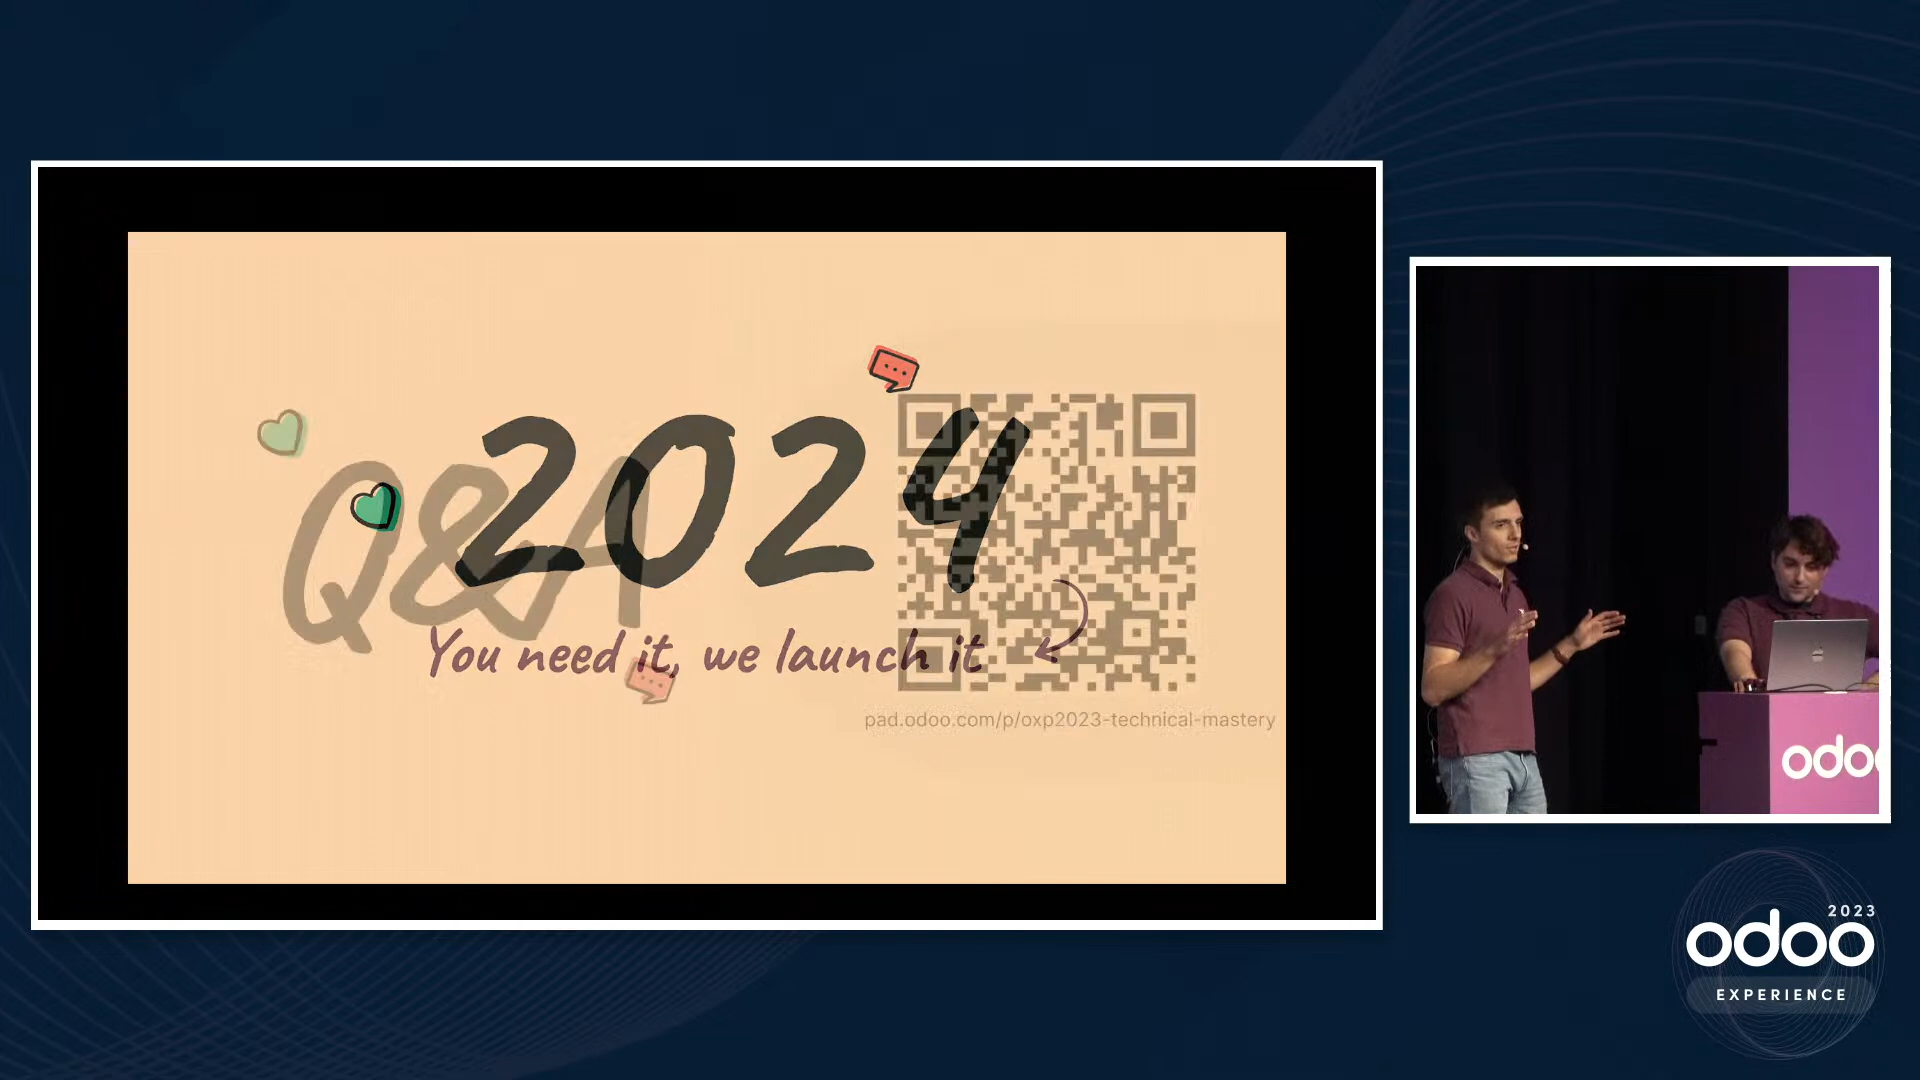 2024
Q&A
You need it, we launch it
pad.odoo.com/p/oxp2023-technical-mastery
odoo
2023
odoo
EXPERIENCE